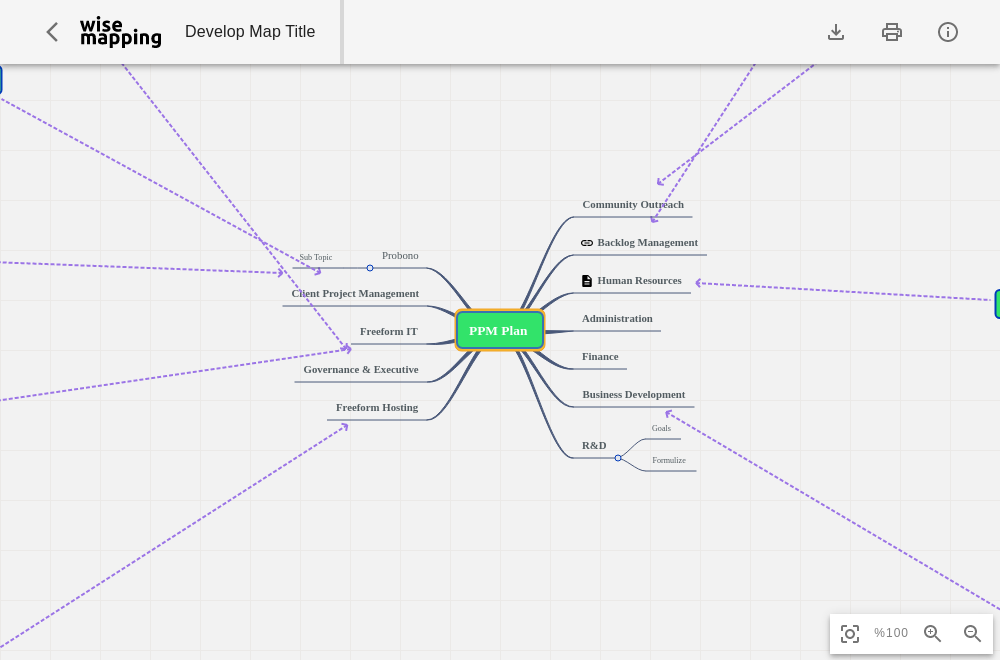 wise
mapping
Develop Map Title
Community Outreach
Backlog Management
Human Resources
Administration
Finance
Business Development
R&D
Goals
Formulize
PPM Plan
Probono
Sub Topic
Client Project Management
Freeform IT
Governance & Executive
Freeform Hosting
%100